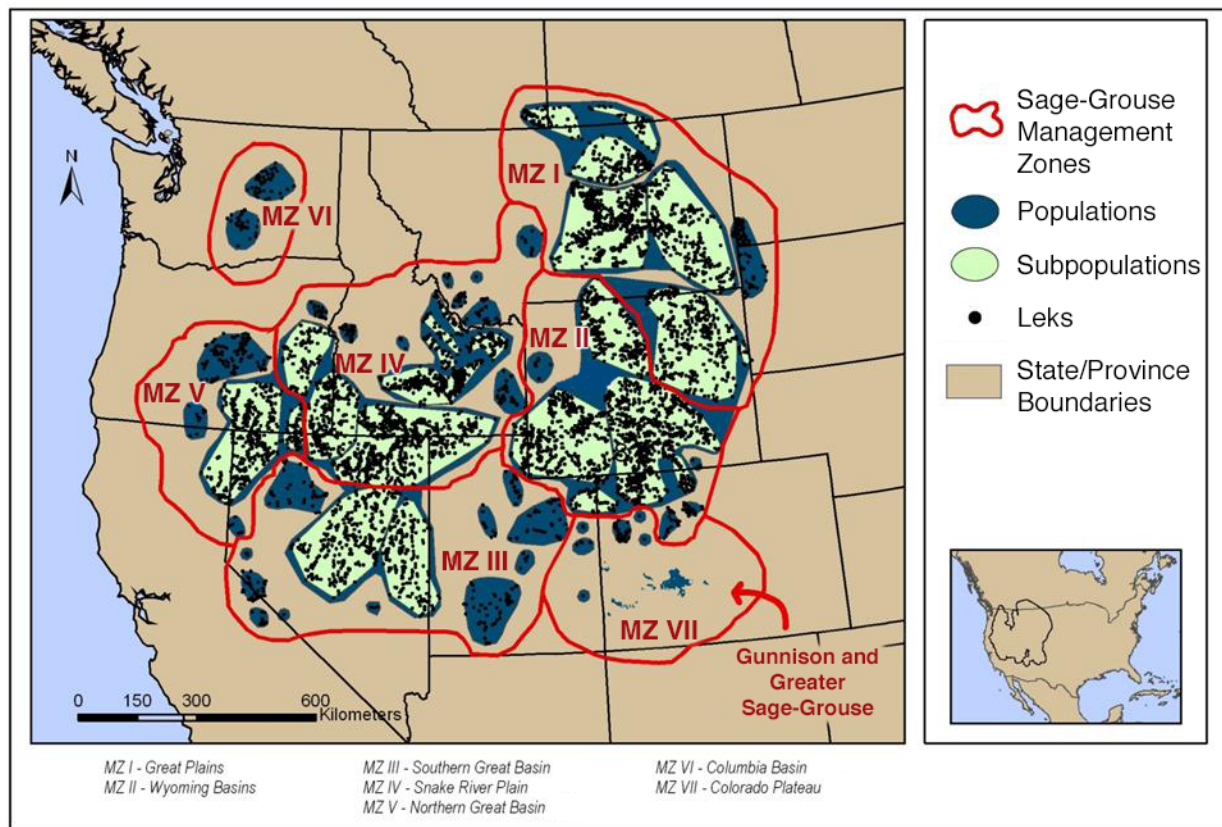 N
MZ I
MZ VI
MZ II
MZ IV
MZ V
MZ III
MZ VII
Gunnison and
Greater
Sage-Grouse
0 150 300 600
Kilometers
Sage-Grouse
Management
Zones
Populations
Subpopulations
Leks
State/Province
Boundaries
MZ I - Great Plains
MZ II - Wyoming Basins
MZ III - Southern Great Basin
MZ IV - Snake River Plain
MZ V - Northern Great Basin
MZ VI - Columbia Basin
MZ VII - Colorado Plateau